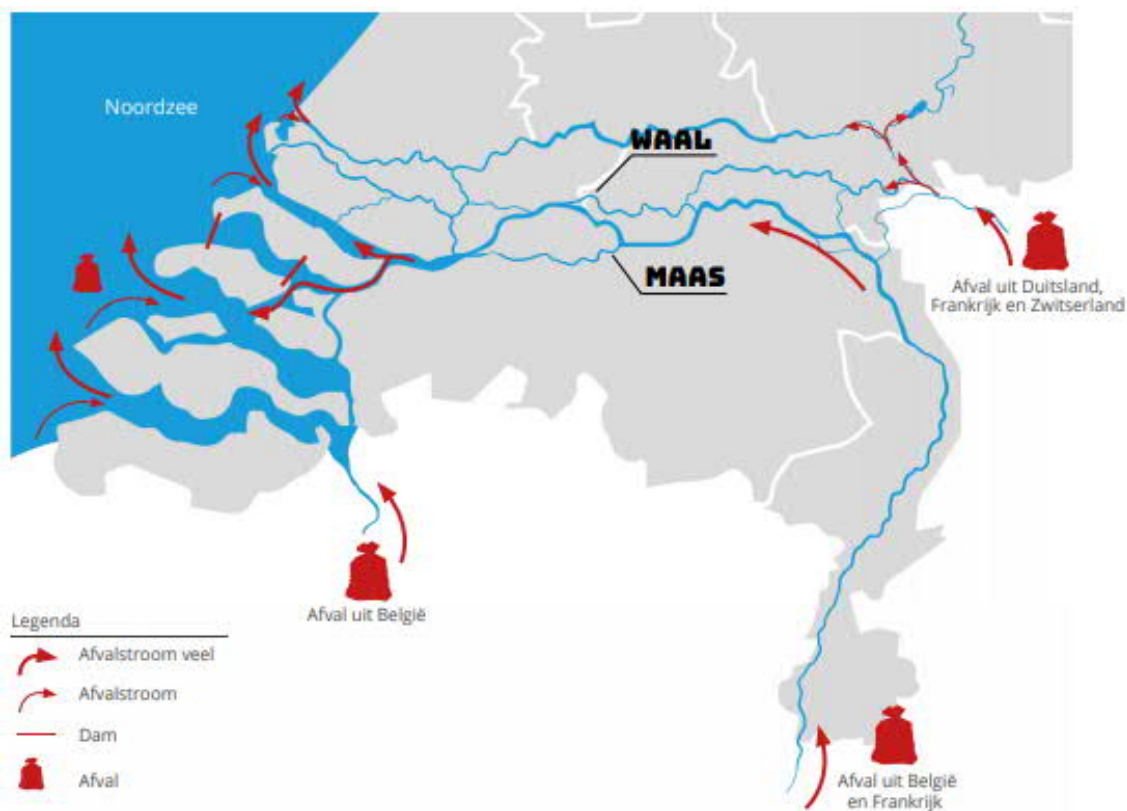 Noordzee
WAAL
MAAS
Afval uit Duitsland,
Frankrijk en Zwitserland
Afval uit België
Legenda
Afvalstroom veel
Afvalstroom
Dam
Afval
Afval uit België
en Frankrijk